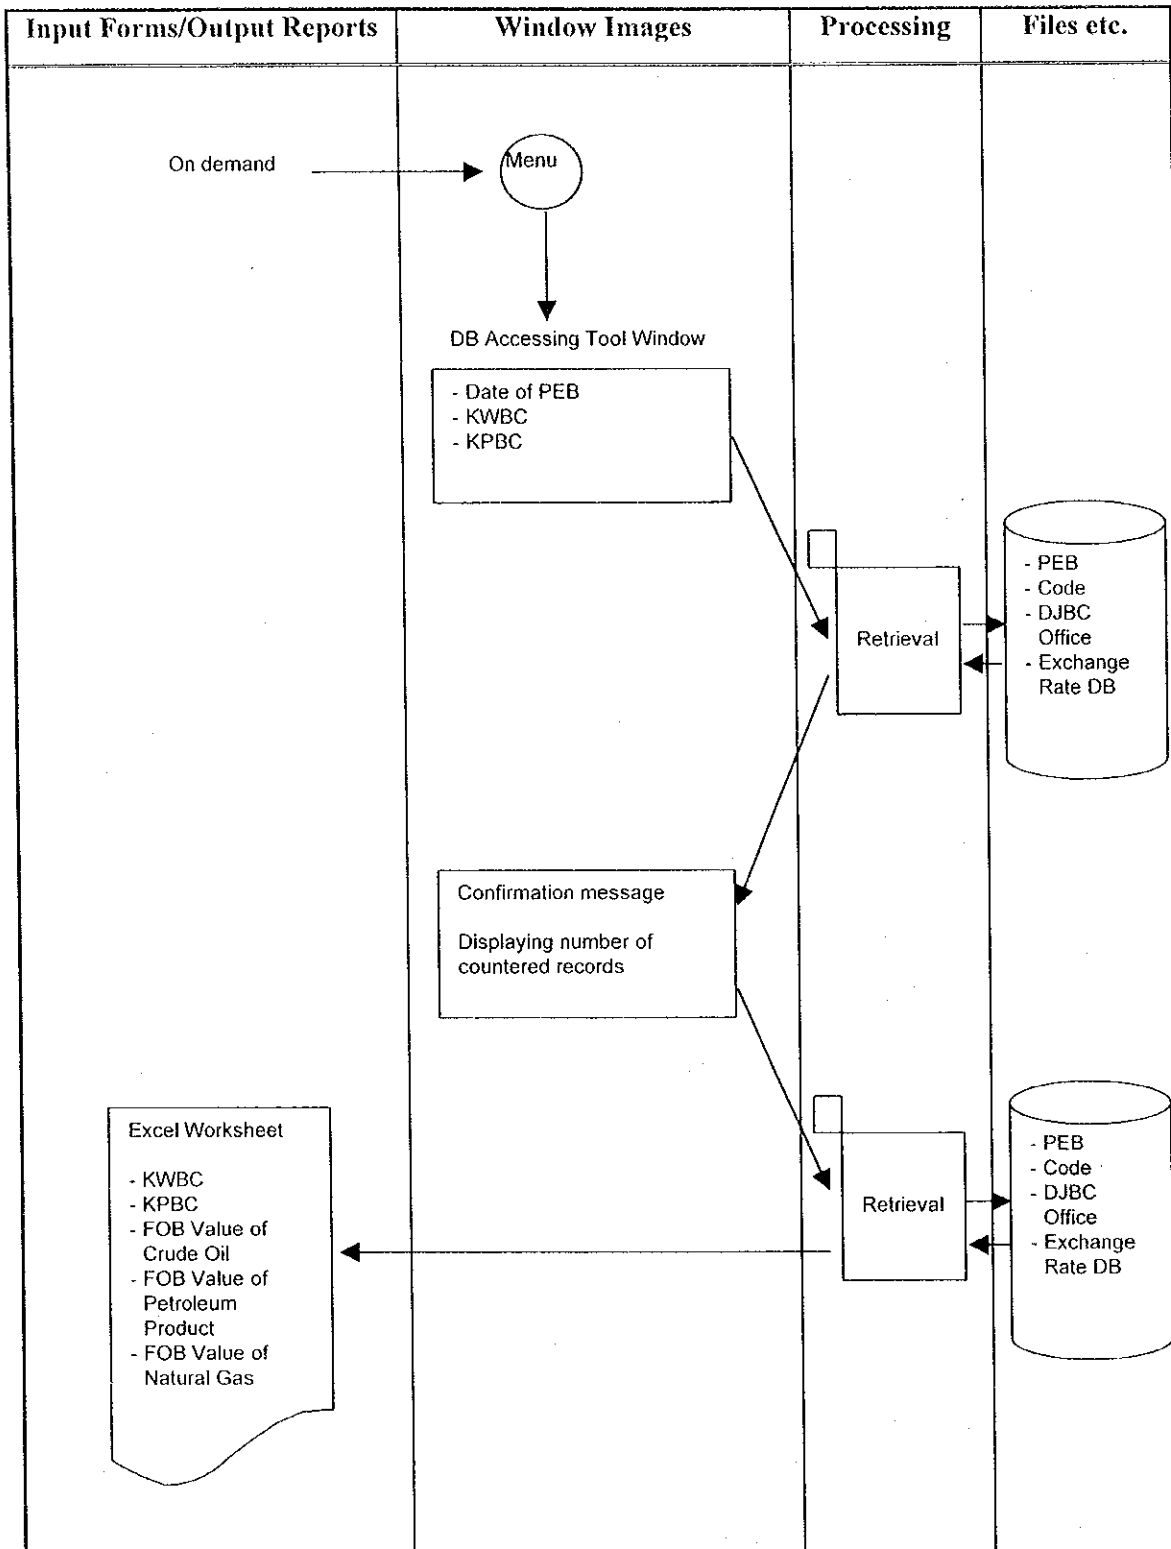 Input Forms/Output Reports
Window Images
Processing
Files etc.
On demand
Menu
DB Accessing Tool Window
- Date of PEB
- KWBC
- KPBC
Retrieval
- PEB
- Code
- DJBC
Office
- Exchange
Rate DB
Confirmation message
Displaying number of
countered records
Excel Worksheet
- KWBC
- KPBC
- FOB Value of
Crude Oil
- FOB Value of
Petroleum
Product
- FOB Value of
Natural Gas
Retrieval
- PEB
- Code
- DJBC
Office
- Exchange
Rate DB